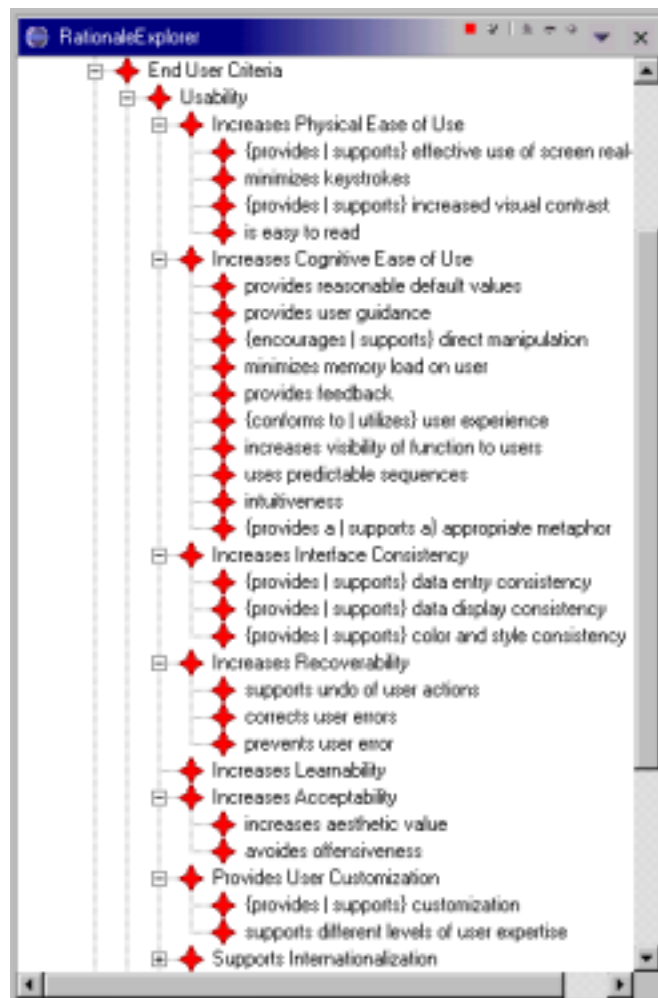 RationaleExplorer
End User Criteria
Usability
Increases Physical Ease of Use
{provides | supports} effective use of screen real-
minimizes keystrokes
{provides | supports} increased visual contrast
is easy to read
Increases Cognitive Ease of Use
provides reasonable default values
provides user guidance
{encourages | supports} direct manipulation
minimizes memory load on user
provides feedback
{conforms to | utilizes} user experience
increases visibility of function to users
uses predictable sequences
intuitiveness
{provides a | supports a) appropriate metaphor
Increases Interface Consistency
{provides | supports} data entry consistency
{provides | supports} data display consistency
{provides | supports} color and style consistency
Increases Recoverability
supports undo of user actions
corrects user errors
prevents user error
Increases Learnability
Increases Acceptability
increases aesthetic value
avoides offensiveness
Provides User Customization
{provides | supports} customization
supports different levels of user expertise
Supports Internationalization